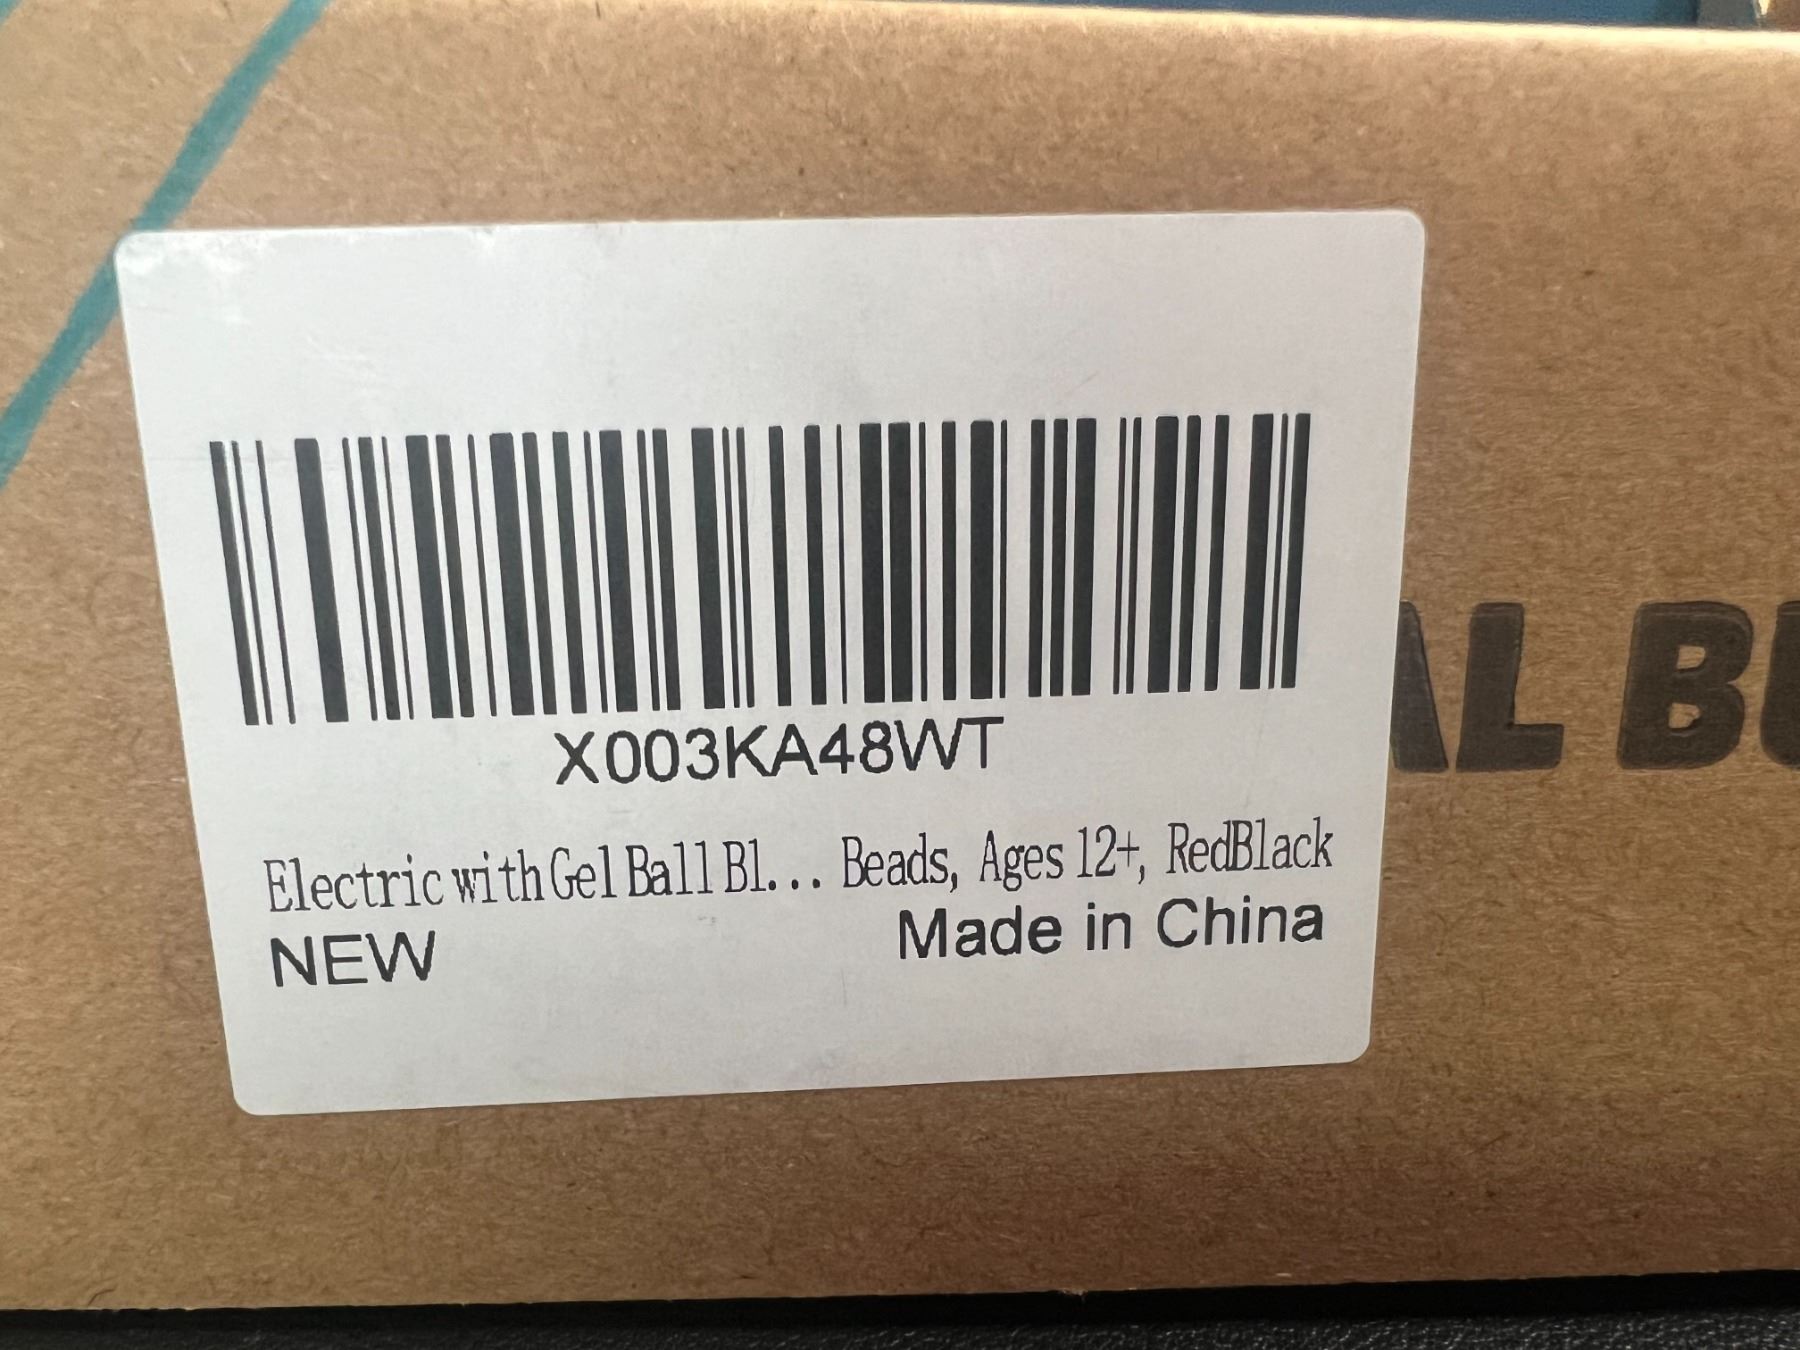 X003KA48WT
Electric with Gel Ball Bl... Beads, Ages 12+, RedBlack
NEW Made in China